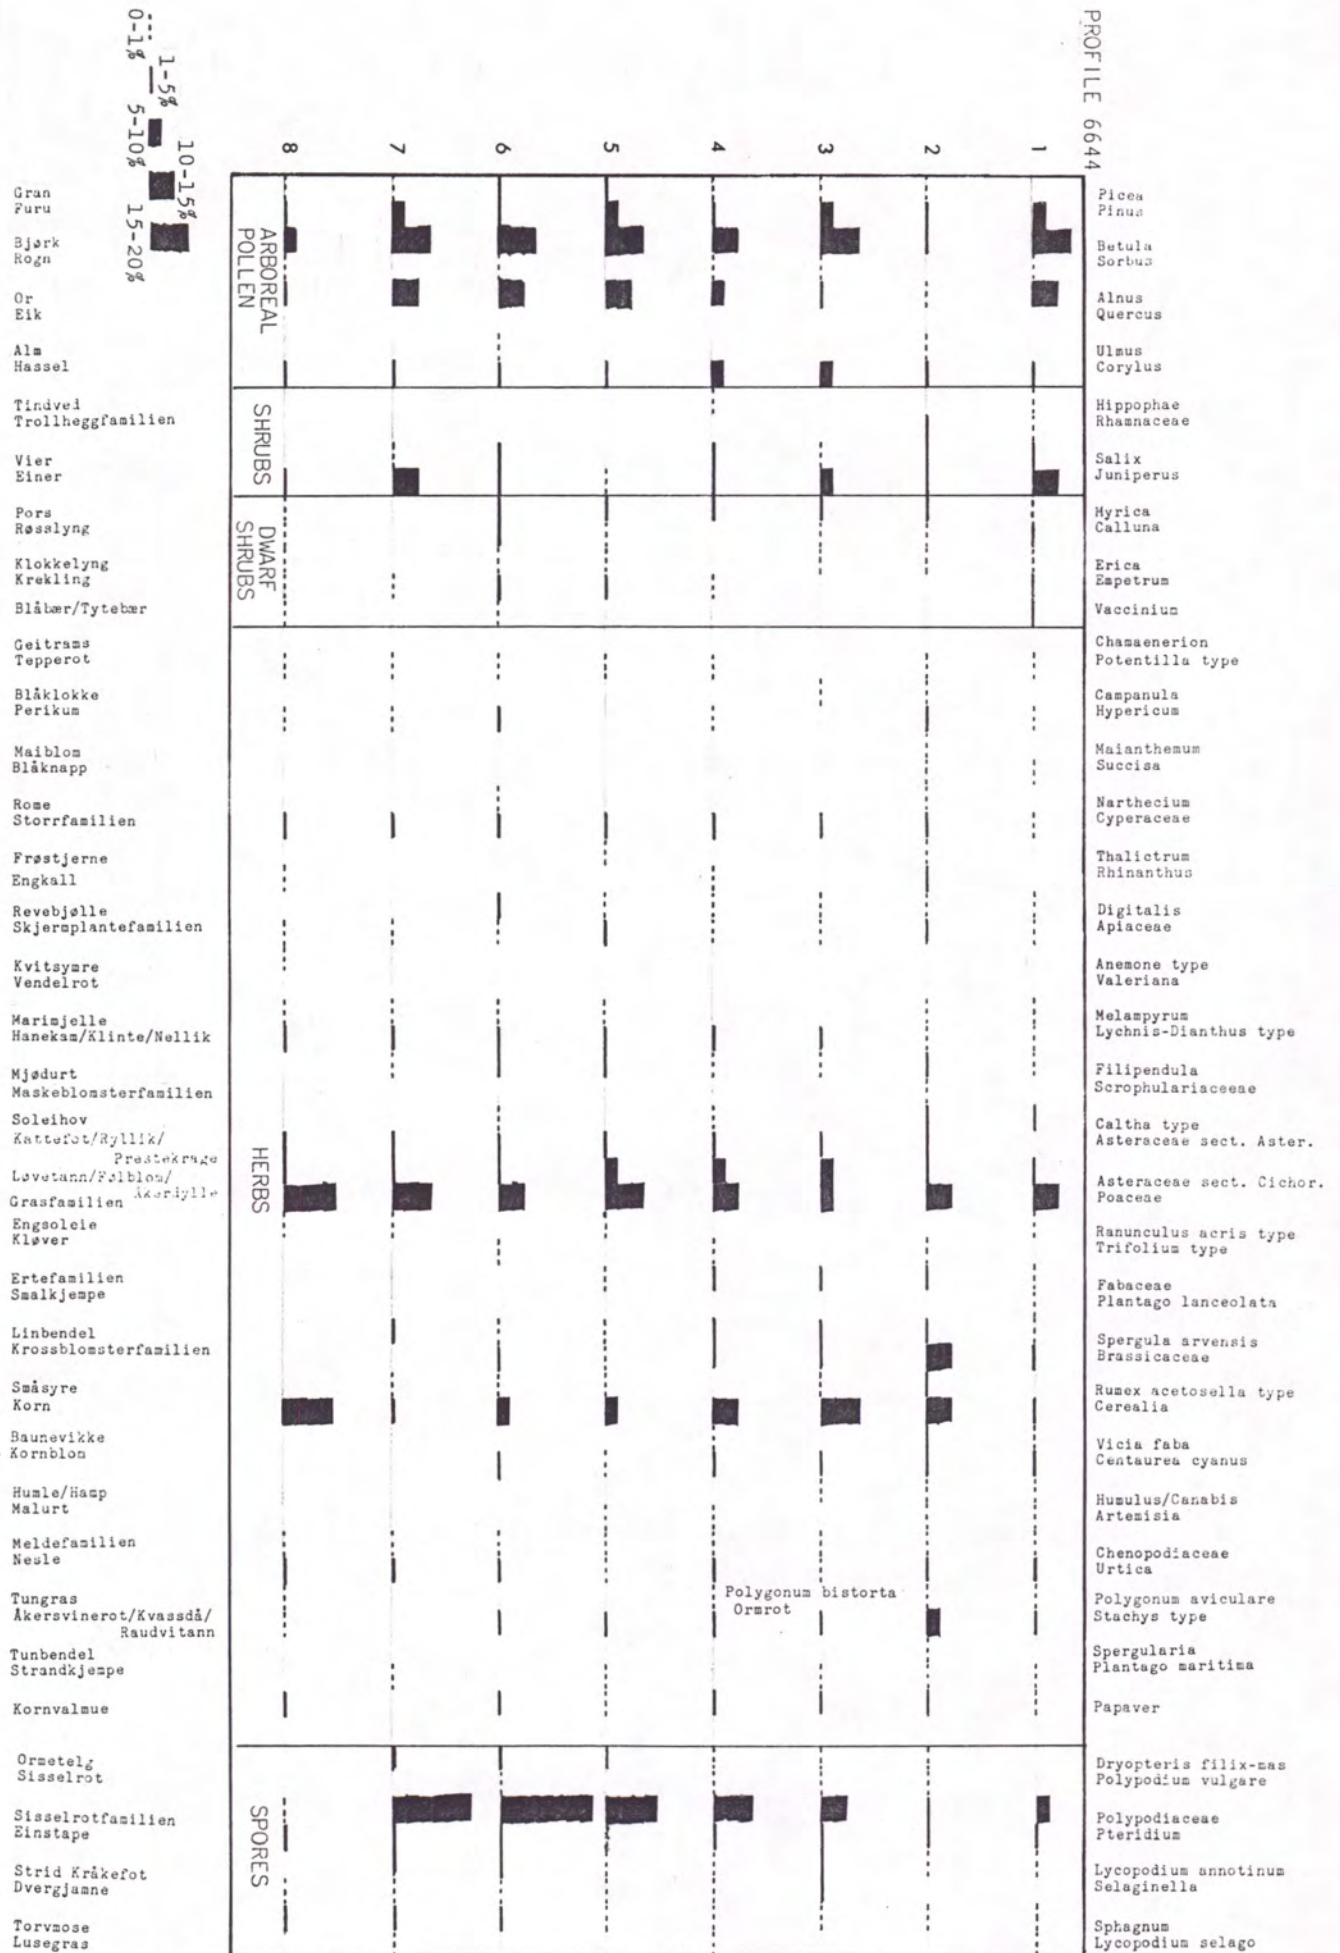 PROFILE 6644
0-1%
1-5%
5-10%
10-15%
15-20%
8
7
6
5
4
3
2
1
Gran
Furu
Bjørk
Rogn
Or
Eik
Alm
Hassel
Tindved
Trollheggfamilien
Vier
Einer
Pors
Røsslyng
Klokkelyng
Krekling
Blåbær/Tytebær
Geitrams
Tepperot
Blåklokke
Perikum
Maiblom
Blåknapp
Rome
Storrfamilien
Frøstjerne
Engkall
Revebjølle
Skjermplantefamilien
Kvitsymre
Vendelrot
Marimjelle
Hanekam/Klinte/Nellik
Mjødurt
Maskeblomsterfamilien
Soleihov
Kattefot/Ryllik/
Prestekrage
Løvetann/Følblom/
Åkerdylle
Grasfamilien
Engsoleie
Kløver
Ertefamilien
Smalkjempe
Linbendel
Krossblomsterfamilien
Småsyre
Korn
Baunevikke
Kornblom
Humle/Hamp
Malurt
Meldefamilien
Nesle
Tungras
Åkersvinerot/Kvassdå/
Raudvitann
Tunbendel
Strandkjempe
Kornvalmue
Ormetelg
Sisselrot
Sisselrotfamilien
Einstape
Strid Kråkefot
Dvergjamne
Torvmose
Lusegras
ARBOREAL
POLLEN
SHRUBS
DWARF
SHRUBS
HERBS
SPORES
Polygonum bistorta
Ormrot
Picea
Pinus
Betula
Sorbus
Alnus
Quercus
Ulmus
Corylus
Hippophae
Rhamnaceae
Salix
Juniperus
Myrica
Calluna
Erica
Empetrum
Vaccinium
Chamaenerion
Potentilla type
Campanula
Hypericum
Maianthemum
Succisa
Narthecium
Cyperaceae
Thalictrum
Rhinanthus
Digitalis
Apiaceae
Anemone type
Valeriana
Melampyrum
Lychnis-Dianthus type
Filipendula
Scrophulariaceeae
Caltha type
Asteraceae sect. Aster.
Asteraceae sect. Cichor.
Poaceae
Ranunculus acris type
Trifolium type
Fabaceae
Plantago lanceolata
Spergula arvensis
Brassicaceae
Rumex acetosella type
Cerealia
Vicia faba
Centaurea cyanus
Humulus/Canabis
Artemisia
Chenopodiaceae
Urtica
Polygonum aviculare
Stachys type
Spergularia
Plantago maritima
Papaver
Dryopteris filix-mas
Polypodium vulgare
Polypodiaceae
Pteridium
Lycopodium annotinum
Selaginella
Sphagnum
Lycopodium selago